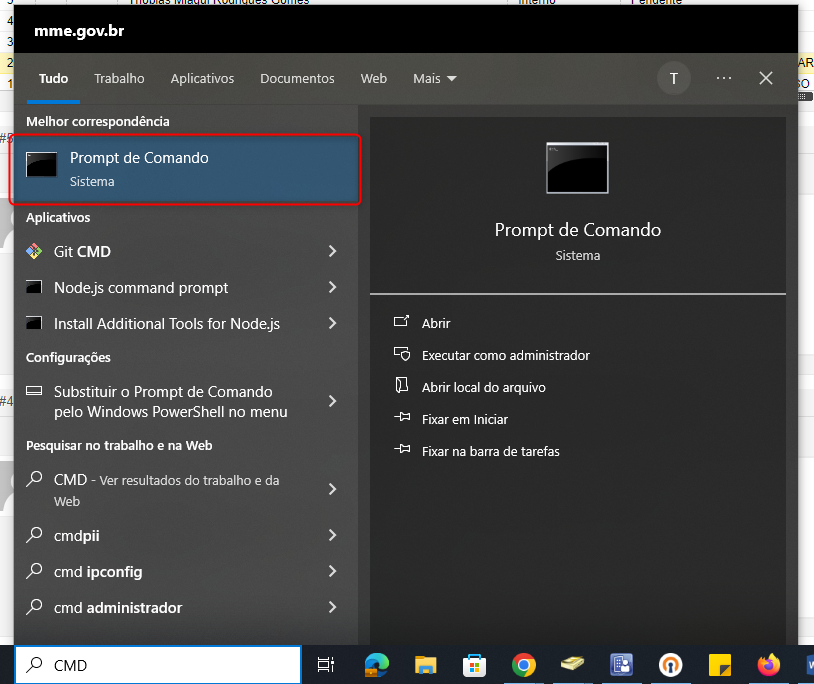 Thobias Miaqui Rodrigues Gomes
Interno
Pendente
mme.gov.br
Tudo
Trabalho
Aplicativos
Documentos
Web
Mais
T
Melhor correspondência
Prompt de Comando
Sistema
Aplicativos
Git CMD
Node.js command prompt
Install Additional Tools for Node.js
Configurações
Substituir o Prompt de Comando
pelo Windows PowerShell no menu
Pesquisar no trabalho e na Web
CMD - Ver resultados do trabalho e da
Web
cmdpii
cmd ipconfig
cmd administrador
Prompt de Comando
Sistema
Abrir
Executar como administrador
Abrir local do arquivo
Fixar em Iniciar
Fixar na barra de tarefas
CMD